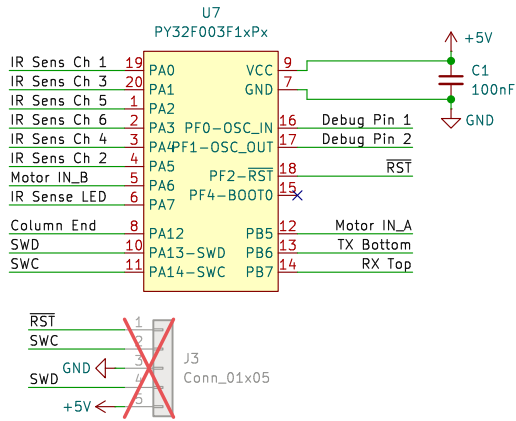 U7
PY32F003F1xPx
IR Sens Ch 1 19 PA0 VCC 9 +5V
IR Sens Ch 3 20 PA1 GND 7 C1
IR Sens Ch 5 1 PA2 100nF
IR Sens Ch 6 2 PA3 PF0-OSC_IN 16 Debug Pin 1 GND
IR Sens Ch 4 3 PA4 PF1-OSC_OUT 17 Debug Pin 2
IR Sens Ch 2 4 PA5 PF2-RST 18 RST
Motor IN_B 5 PA6 PF4-BOOT0 15
IR Sense LED 6 PA7
Column End 8 PA12 PB5 12 Motor IN_A
SWD 10 PA13-SWD PB6 13 TX Bottom
SWC 11 PA14-SWC PB7 14 RX Top
RST 1
SWC 2
GND 3 J3
SWD 4 Conn_01x05
+5V 5